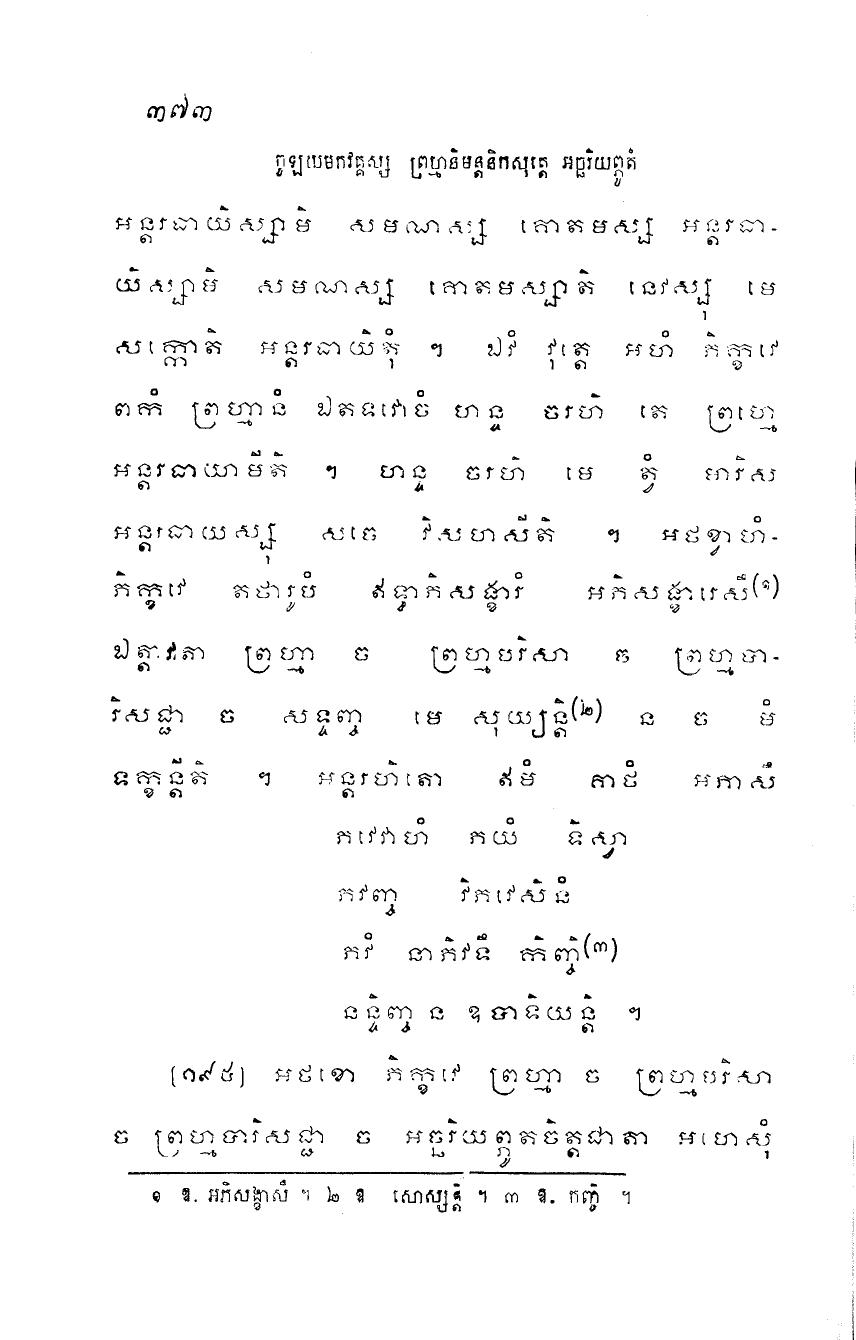 ៣៧៣
ចូឡយមកវគ្គស្ស ព្រហ្មនិមន្តនិកសុត្តេ អច្ឆរិយព្ភូតំ
អន្តរធាយិស្សាមិ សមណស្ស គោតមស្ស អន្តរធា-
យិស្សាមិ សមណស្ស គោតមស្សាតិ នេវស្សុ មេ
សក្កោតិ អន្តរធាយិតុំ ។ ឯវំ វុត្តេ អហំ ភិក្ខវេ
ពកំ ព្រហ្មានំ ឯតទវោចំ ហន្ទ ចរហិ តេ ព្រហ្មេ
អន្តរធាយាមីតិ ។ ហន្ទ ចរហិ មេ ត្វំ មារិស
អន្តរធាយស្សុ សចេ វិសហសីតិ ។ អថខ្វាហំ-
ភិក្ខវេ តថារូបំ ឥទ្ធាភិសង្ខារំ អភិសង្ខារេសឹ(១)
ឯត្តាវតា ព្រហ្មា ច ព្រហ្មបរិសា ច ព្រហ្មបា-
រិសជ្ជា ច សទ្ទញ្ច មេ សុយ្យន្តិ(២) ន ច មំ
ទក្ខន្តីតិ ។ អន្តរហិតោ ឥមំ គាថំ អភាសឹ
ភវេវាហំ ភយំ ទិស្វា
ភវញ្ច វិភវេសិនំ
ភវំ នាភិវទឹ កិញ្ចិ(៣)
នន្ទិញ្ច ន ឧបាទិយន្តិ ។
[១៩៥] អថខោ ភិក្ខវេ ព្រហ្មា ច ព្រហ្មបរិសា
ច ព្រហ្មបារិសជ្ជា ច អច្ឆរិយព្ភូតចិត្តជាតា អហេសុំ
១ ឱ. អភិសង្ខាសឹ ។ ២ ឱ សោស្សន្តិ ។ ៣ ឱ. កញ្ចិ ។